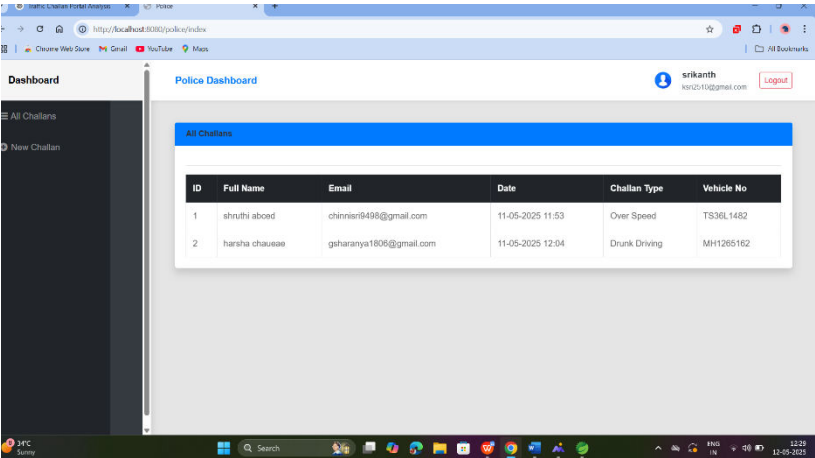 Traffic Challan Portal Analysis
Police
http://localhost:8080/police/index
Chrome Web Store Gmail YouTube Maps
All Bookmarks
Dashboard
Police Dashboard
srikanth
Logout
All Challans
New Challan
All Challans
ID Full Name Email Date Challan Type Vehicle No
1 shruthi abced chinnisri9498@gmail.com 11-05-2025 11:53 Over Speed TS36L1482
2 harsha chaueae gsharanya1806@gmail.com 11-05-2025 12:04 Drunk Driving MH1265162
34°C
Sunny
Search
ENG
IN
12:29
12-05-2025